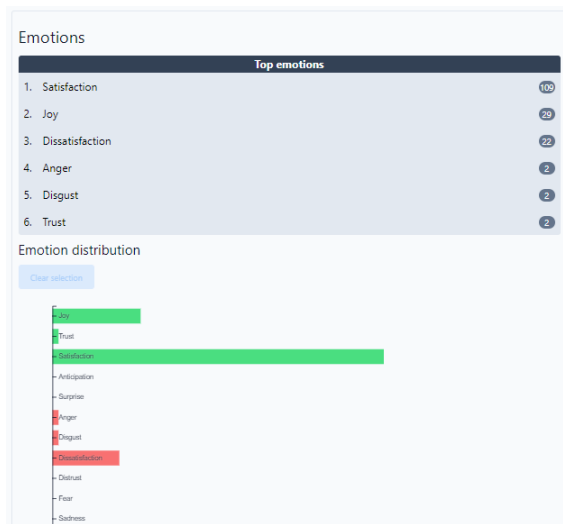 Emotions
Top emotions
1. Satisfaction 109
2. Joy 29
3. Dissatisfaction 22
4. Anger 2
5. Disgust 2
6. Trust 2
Emotion distribution
Clear selection
Joy
Trust
Satisfaction
Anticipation
Surprise
Anger
Disgust
Dissatisfaction
Distrust
Fear
Sadness